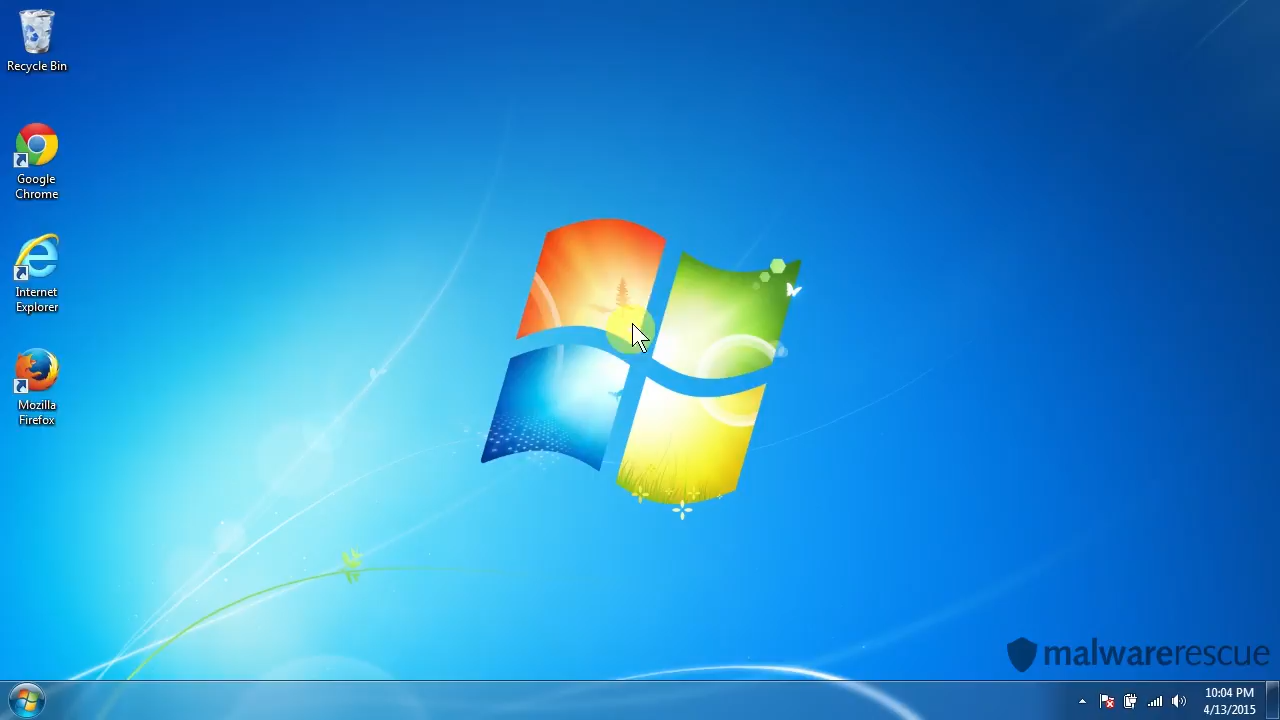 Recycle Bin
Google
Chrome
Internet
Explorer
Mozilla
Firefox
malwarerescue
10:04 PM
4/13/2015